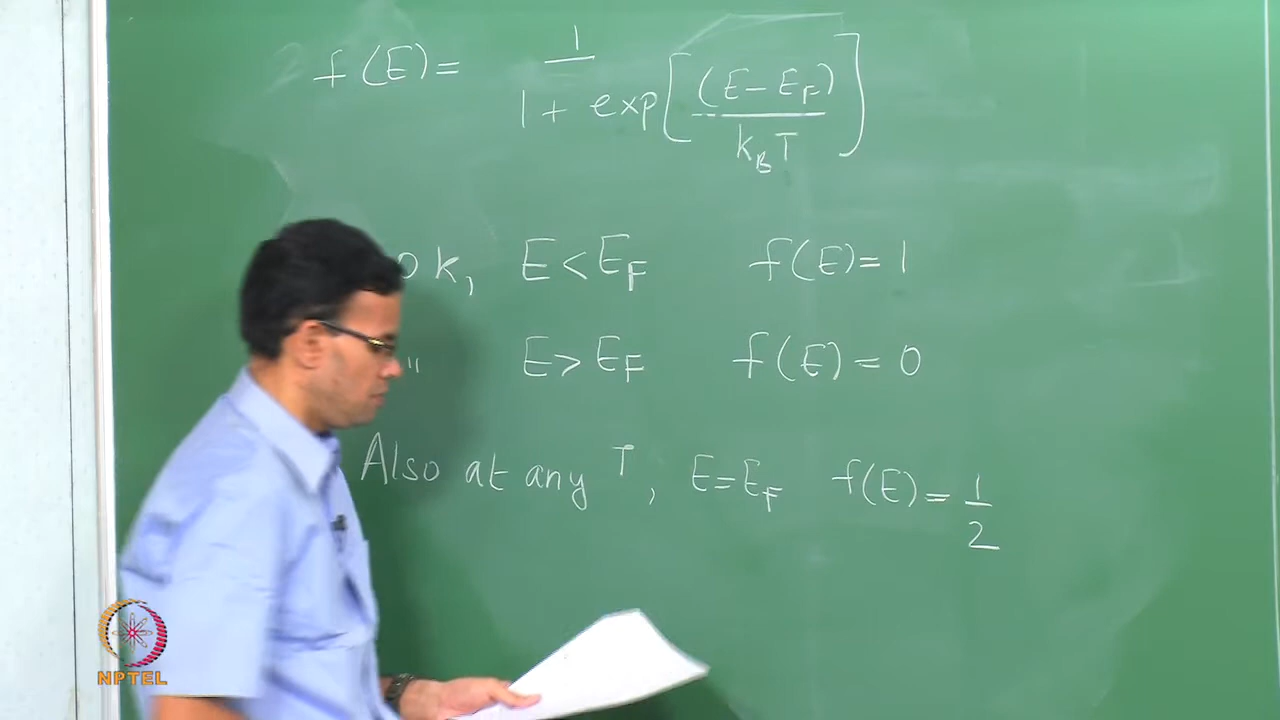 f(E) = 1 / 1 + exp[(E - E_F) / k_B T]
0 K, E < E_F f(E) = 1
" E > E_F f(E) = 0
Also at any T, E = E_F f(E) = 1/2
NPTEL